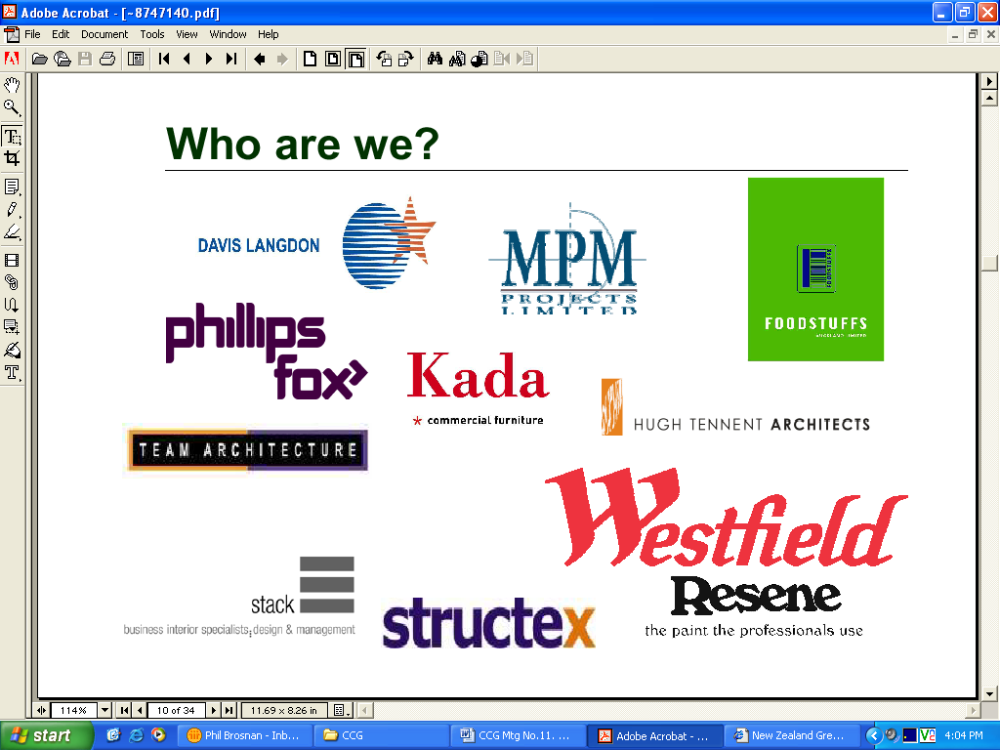 Adobe Acrobat - [~8747140.pdf]
File Edit Document Tools View Window Help
Who are we?
DAVIS LANGDON
MPM
PROJECTS
LIMITED
FOODSTUFFS
FOODSTUFFS
AUCKLAND LIMITED
phillips
fox
Kada
* commercial furniture
HUGH TENNENT ARCHITECTS
TEAM ARCHITECTURE
Westfield
Resene
the paint the professionals use
stack
business interior specialists: design & management
structex
114% 10 of 34 11.69 x 8.26 in
start Phil Brosnan - Inb... CCG CCG Mtg No.11. ... Adobe Acrobat - ... New Zealand Gre... 4:04 PM